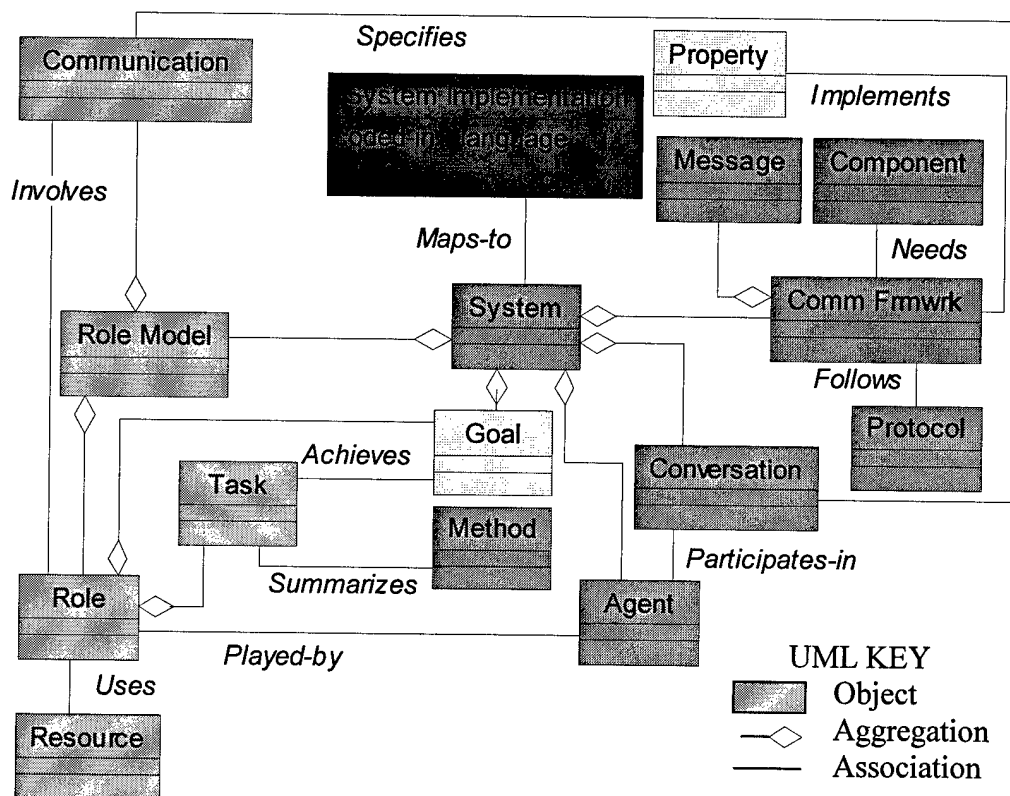 Specifies
Communication
Property
Implements
System Implementation
Message
Component
Involves
Maps-to
Needs
System
Comm Frmwrk
Role Model
Follows
Goal
Protocol
Achieves
Task
Conversation
Method
Participates-in
Summarizes
Role
Agent
Played-by
UML KEY
Uses
Object
Resource
Aggregation
Association